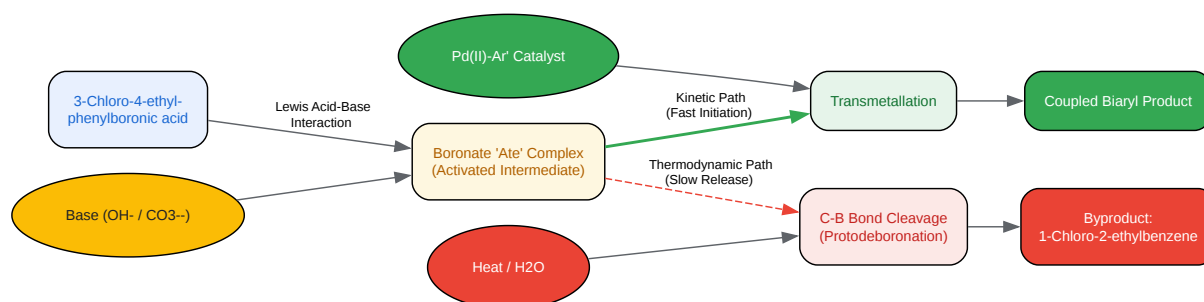 Pd(II)-Ar' Catalyst
3-Chloro-4-ethyl-
phenylboronic acid
Lewis Acid-Base
Interaction
Kinetic Path
(Fast Initiation)
Transmetallation
Coupled Biaryl Product
Boronate 'Ate' Complex
(Activated Intermediate)
Thermodynamic Path
(Slow Release)
Base (OH- / CO3--)
C-B Bond Cleavage
(Protodeboronation)
Byproduct:
1-Chloro-2-ethylbenzene
Heat / H2O